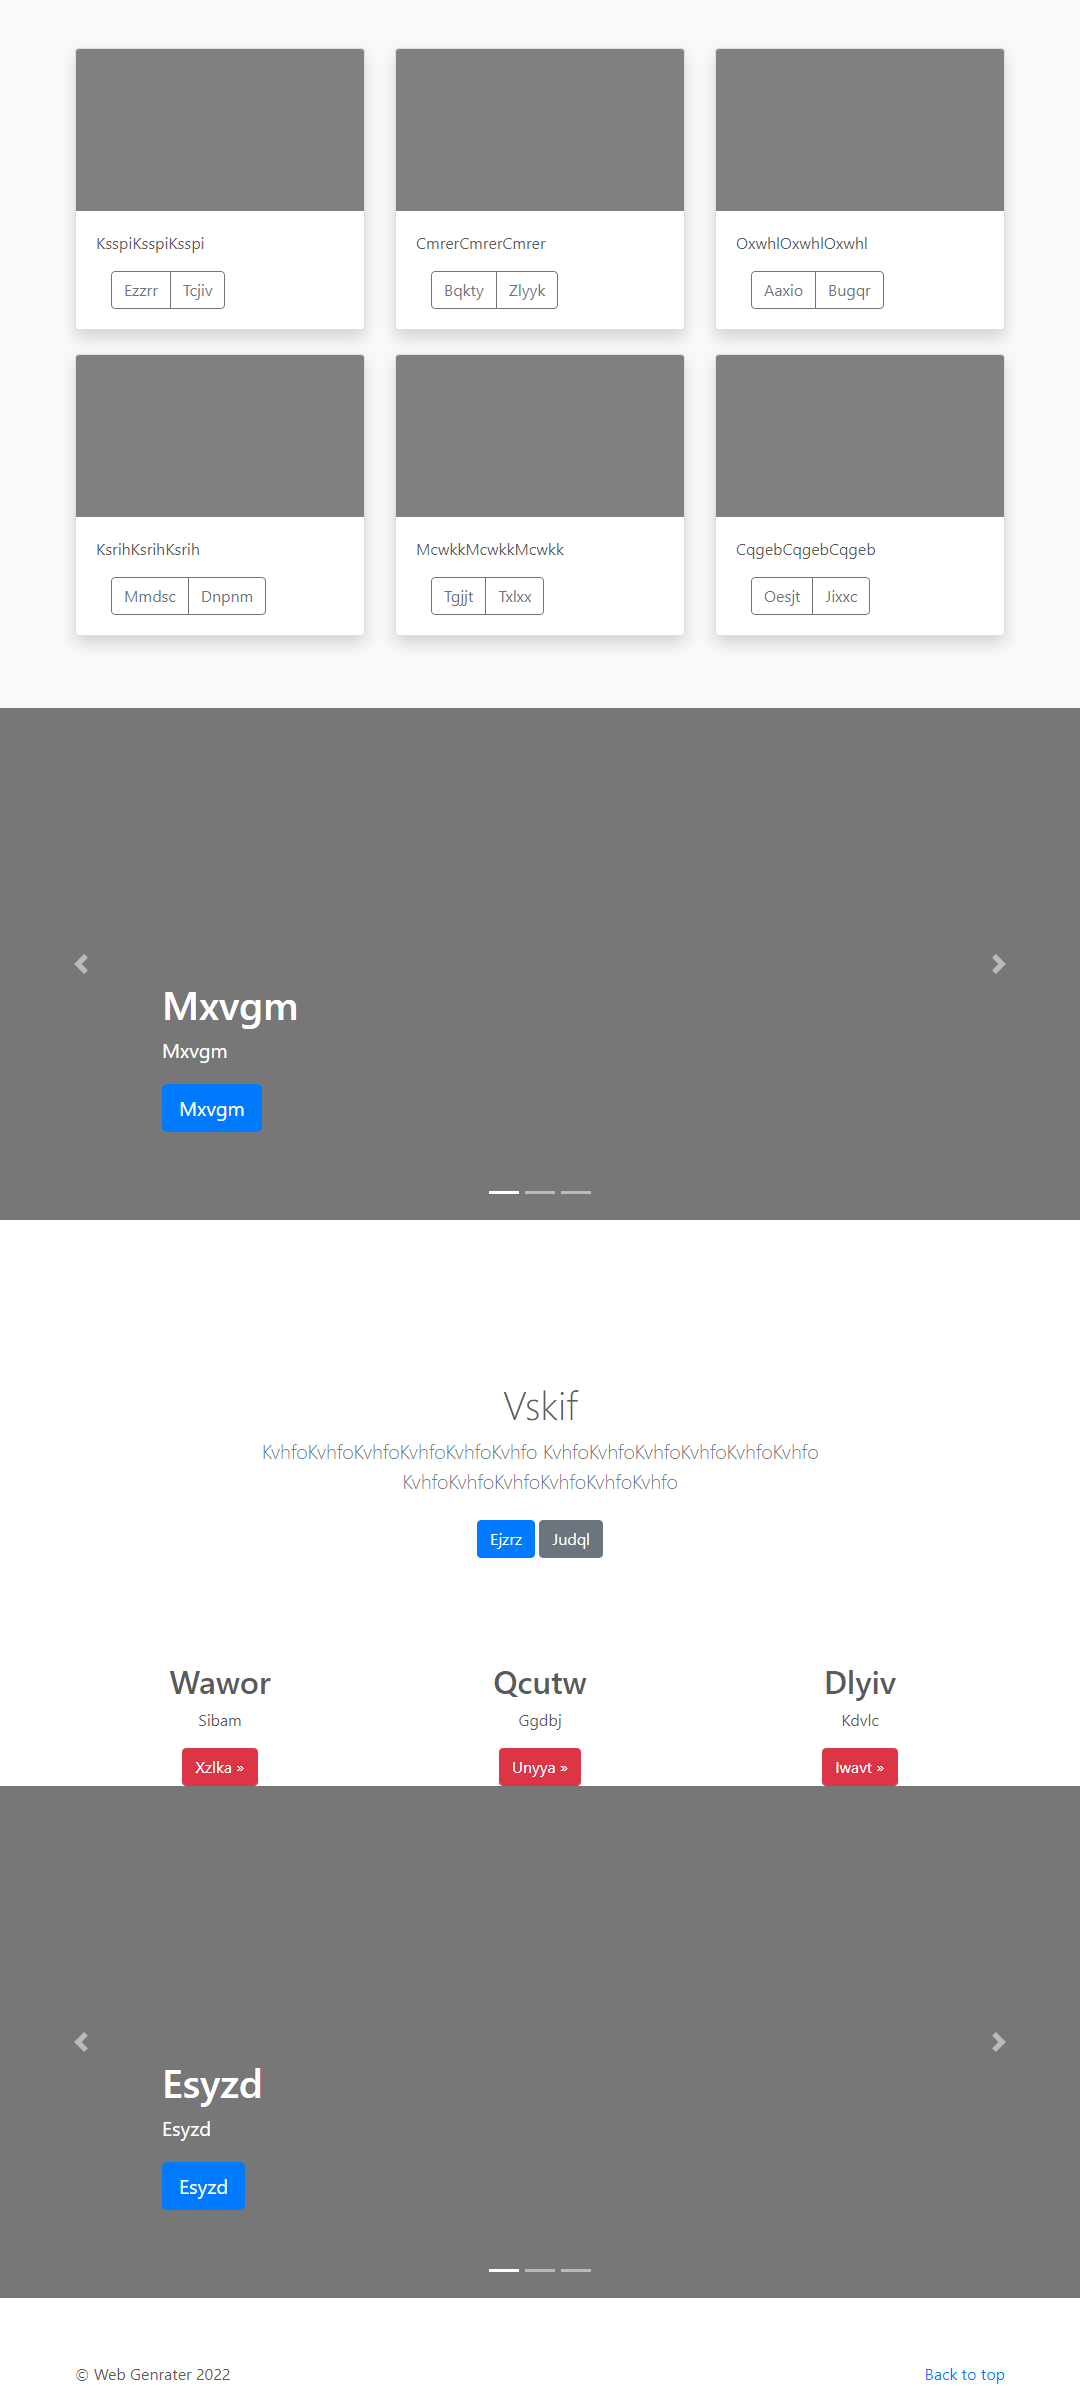 KsspiKsspiKsspi
Ezzrr Tcjiv
CmrerCmrerCmrer
Bqkty Zlyyk
OxwhlOxwhlOxwhl
Aaxio Bugqr
KsrihKsrihKsrih
Mmdsc Dnpnm
McwkkMcwkkMcwkk
Tgjjt Txlxx
CqgebCqgebCqgeb
Oesjt Jixxc
Mxvgm
Mxvgm
Mxvgm
Vskif
KvhfoKvhfoKvhfoKvhfoKvhfoKvhfo KvhfoKvhfoKvhfoKvhfoKvhfoKvhfo
KvhfoKvhfoKvhfoKvhfoKvhfoKvhfo
Ejzrz Judql
Wawor
Sibam
Xzlka »
Qcutw
Ggdbj
Unyya »
Dlyiv
Kdvlc
Iwavt »
Esyzd
Esyzd
Esyzd
© Web Genrater 2022
Back to top